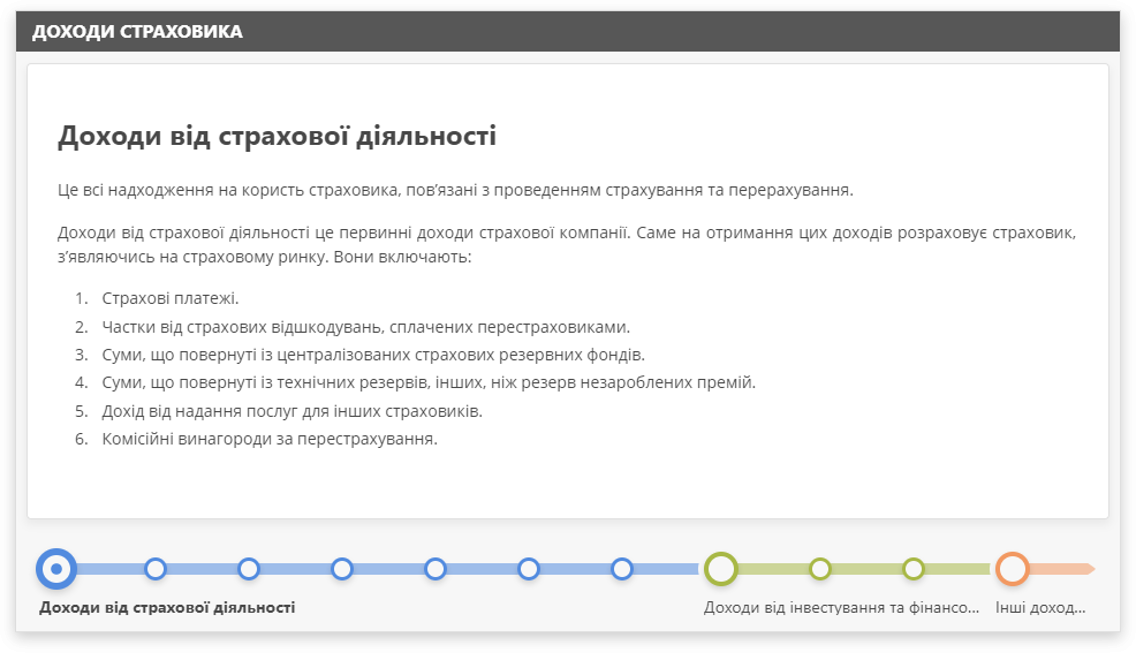 ДОХОДИ СТРАХОВИКА
Доходи від страхової діяльності
Це всі надходження на користь страховика, пов’язані з проведенням страхування та перерахування.
Доходи від страхової діяльності це первинні доходи страхової компанії. Саме на отримання цих доходів розраховує страховик,
з’являючись на страховому ринку. Вони включають:
1. Страхові платежі.
2. Частки від страхових відшкодувань, сплачених перестраховиками.
3. Суми, що повернуті із централізованих страхових резервних фондів.
4. Суми, що повернуті із технічних резервів, інших, ніж резерв незароблених премій.
5. Дохід від надання послуг для інших страховиків.
6. Комісійні винагороди за перестрахування.
Доходи від страхової діяльності
Доходи від інвестування та фінансо...
Інші доход...